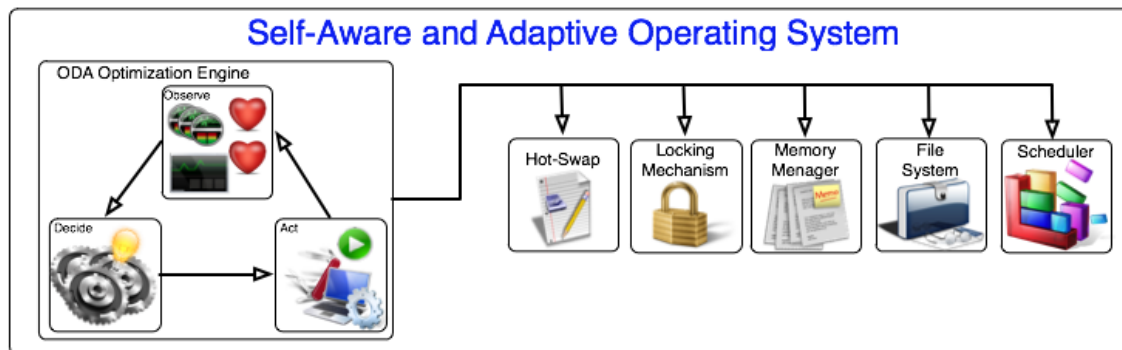 Self-Aware and Adaptive Operating System
ODA Optimization Engine
Observe
Decide
Act
Hot-Swap
Locking
Mechanism
Memory
Menager
Memo
File
System
Scheduler